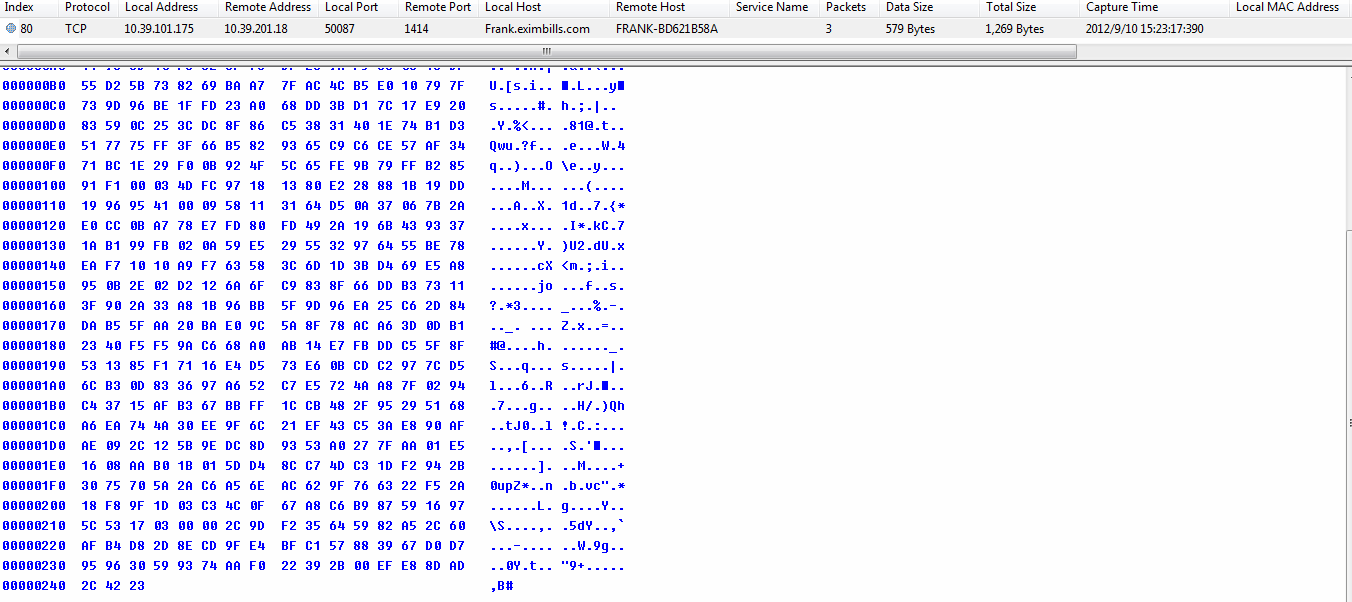 Index Protocol Local Address Remote Address Local Port Remote Port Local Host Remote Host Service Name Packets Data Size Total Size Capture Time Local MAC Address
80 TCP 10.39.101.175 10.39.201.18 50087 1414 Frank.eximbills.com FRANK-BD621B58A 3 579 Bytes 1,269 Bytes 2012/9/10 15:23:17:390
000000B0 55 D2 5B 73 82 69 BA A7 7F AC 4C B5 E0 10 79 7F U.[s.i.. ■.L...y■
000000C0 73 9D 96 BE 1F FD 23 A0 68 DD 3B D1 7C 17 E9 20 s.....#. h.;.|..
000000D0 83 59 0C 25 3C DC 8F 86 C5 38 31 40 1E 74 B1 D3 .Y.%<... .81@.t..
000000E0 51 77 75 FF 3F 66 B5 82 93 65 C9 C6 CE 57 AF 34 Qwu.?f.. .e...W.4
000000F0 71 BC 1E 29 F0 0B 92 4F 5C 65 FE 9B 79 FF B2 85 q..)...O \e..y...
00000100 91 F1 00 03 4D FC 97 18 13 80 E2 28 88 1B 19 DD ....M... ...(....
00000110 19 96 95 41 00 09 58 11 31 64 D5 0A 37 06 7B 2A ...A..X. 1d..7.{*
00000120 E0 CC 0B A7 78 E7 FD 80 FD 49 2A 19 6B 43 93 37 ....x... .I*.kC.7
00000130 1A B1 99 FB 02 0A 59 E5 29 55 32 97 64 55 BE 78 ......Y. )U2.dU.x
00000140 EA F7 10 10 A9 F7 63 58 3C 6D 1D 3B D4 69 E5 A8 ......cX <m.;.i..
00000150 95 0B 2E 02 D2 12 6A 6F C9 83 8F 66 DD B3 73 11 ......jo ...f..s.
00000160 3F 90 2A 33 A8 1B 96 BB 5F 9D 96 EA 25 C6 2D 84 ?.*3.... _...%.-.
00000170 DA B5 5F AA 20 BA E0 9C 5A 8F 78 AC A6 3D 0D B1 .._. ... Z.x..=..
00000180 23 40 F5 F5 9A C6 68 A0 AB 14 E7 FB DD C5 5F 8F #@....h. ......_.
00000190 53 13 85 F1 71 16 E4 D5 73 E6 0B CD C2 97 7C D5 S...q... s.....|.
000001A0 6C B3 0D 83 36 97 A6 52 C7 E5 72 4A A8 7F 02 94 l...6..R ..rJ.■..
000001B0 C4 37 15 AF B3 67 BB FF 1C CB 48 2F 95 29 51 68 .7...g.. ..H/.)Qh
000001C0 A6 EA 74 4A 30 EE 9F 6C 21 EF 43 C5 3A E8 90 AF ..tJ0..l !.C.:...
000001D0 AE 09 2C 12 5B 9E DC 8D 93 53 A0 27 7F AA 01 E5 ..,.[... .S.'■...
000001E0 16 08 AA B0 1B 01 5D D4 8C C7 4D C3 1D F2 94 2B ......]. ..M....+
000001F0 30 75 70 5A 2A C6 A5 6E AC 62 9F 76 63 22 F5 2A 0upZ*..n .b.vc".*
00000200 18 F8 9F 1D 03 C3 4C 0F 67 A8 C6 B9 87 59 16 97 ......L. g....Y..
00000210 5C 53 17 03 00 00 2C 9D F2 35 64 59 82 A5 2C 60 \S....,. .5dY..,`
00000220 AF B4 D8 2D 8E CD 9F E4 BF C1 57 88 39 67 D0 D7 ...-.... ..W.9g..
00000230 95 96 30 59 93 74 AA F0 22 39 2B 00 EF E8 8D AD ..0Y.t.. "9+.....
00000240 2C 42 23 ,B#